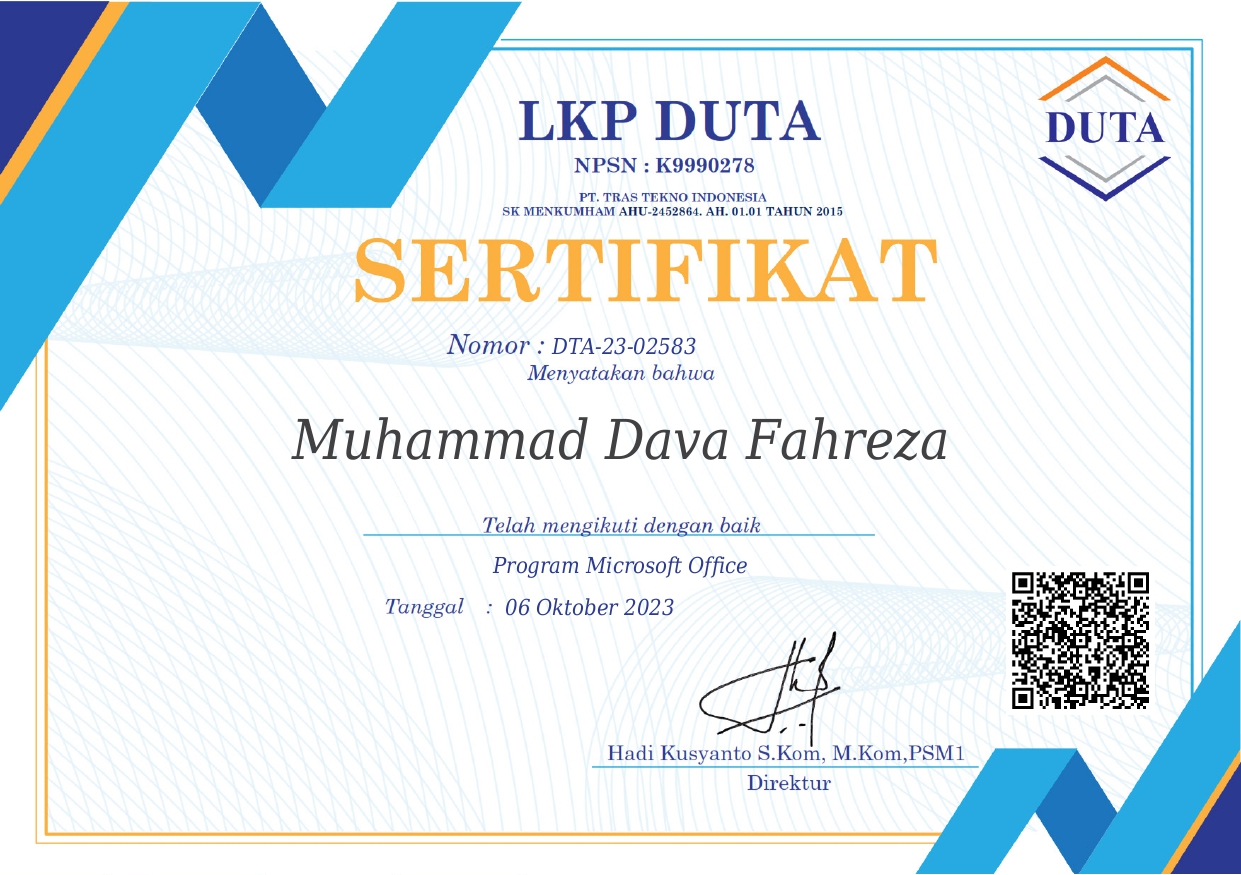 LKP DUTA
NPSN : K9990278
PT. TRAS TEKNO INDONESIA
SK MENKUMHAM AHU-2452864. AH. 01.01 TAHUN 2015
DUTA
SERTIFIKAT
Nomor : DTA-23-02583
Menyatakan bahwa
Muhammad Dava Fahreza
Telah mengikuti dengan baik
Program Microsoft Office
Tanggal : 06 Oktober 2023
Hadi Kusyanto S.Kom, M.Kom,PSM1
Direktur